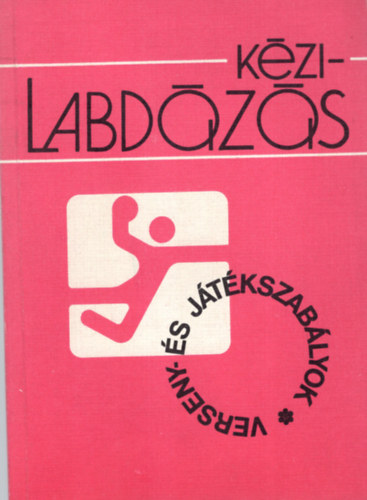 KÉZI-
LABDÁZÁS
VERSENY- ÉS JÁTÉKSZABÁLYOK *